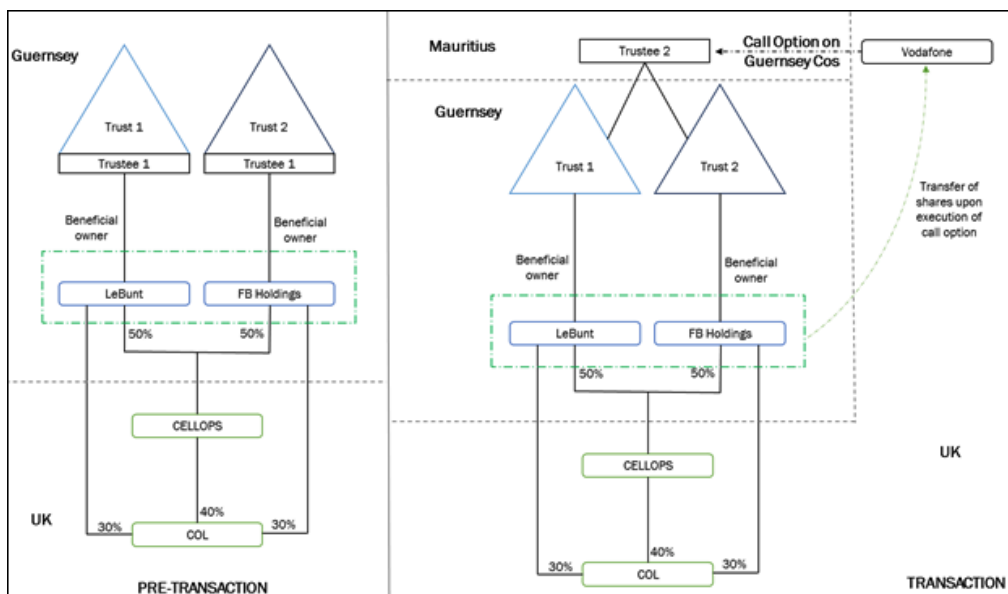 Guernsey
Trust 1
Trust 2
Trustee 1
Trustee 1
Beneficial
owner
Beneficial
owner
LeBunt
FB Holdings
50%
50%
CELLOPS
UK
30%
40%
30%
COL
PRE-TRANSACTION
Mauritius
Trustee 2
Call Option on
Guernsey Cos
Vodafone
Guernsey
Trust 1
Trust 2
Transfer of
shares upon
execution of
call option
Beneficial
owner
Beneficial
owner
LeBunt
FB Holdings
50%
50%
UK
CELLOPS
40%
30%
30%
COL
TRANSACTION